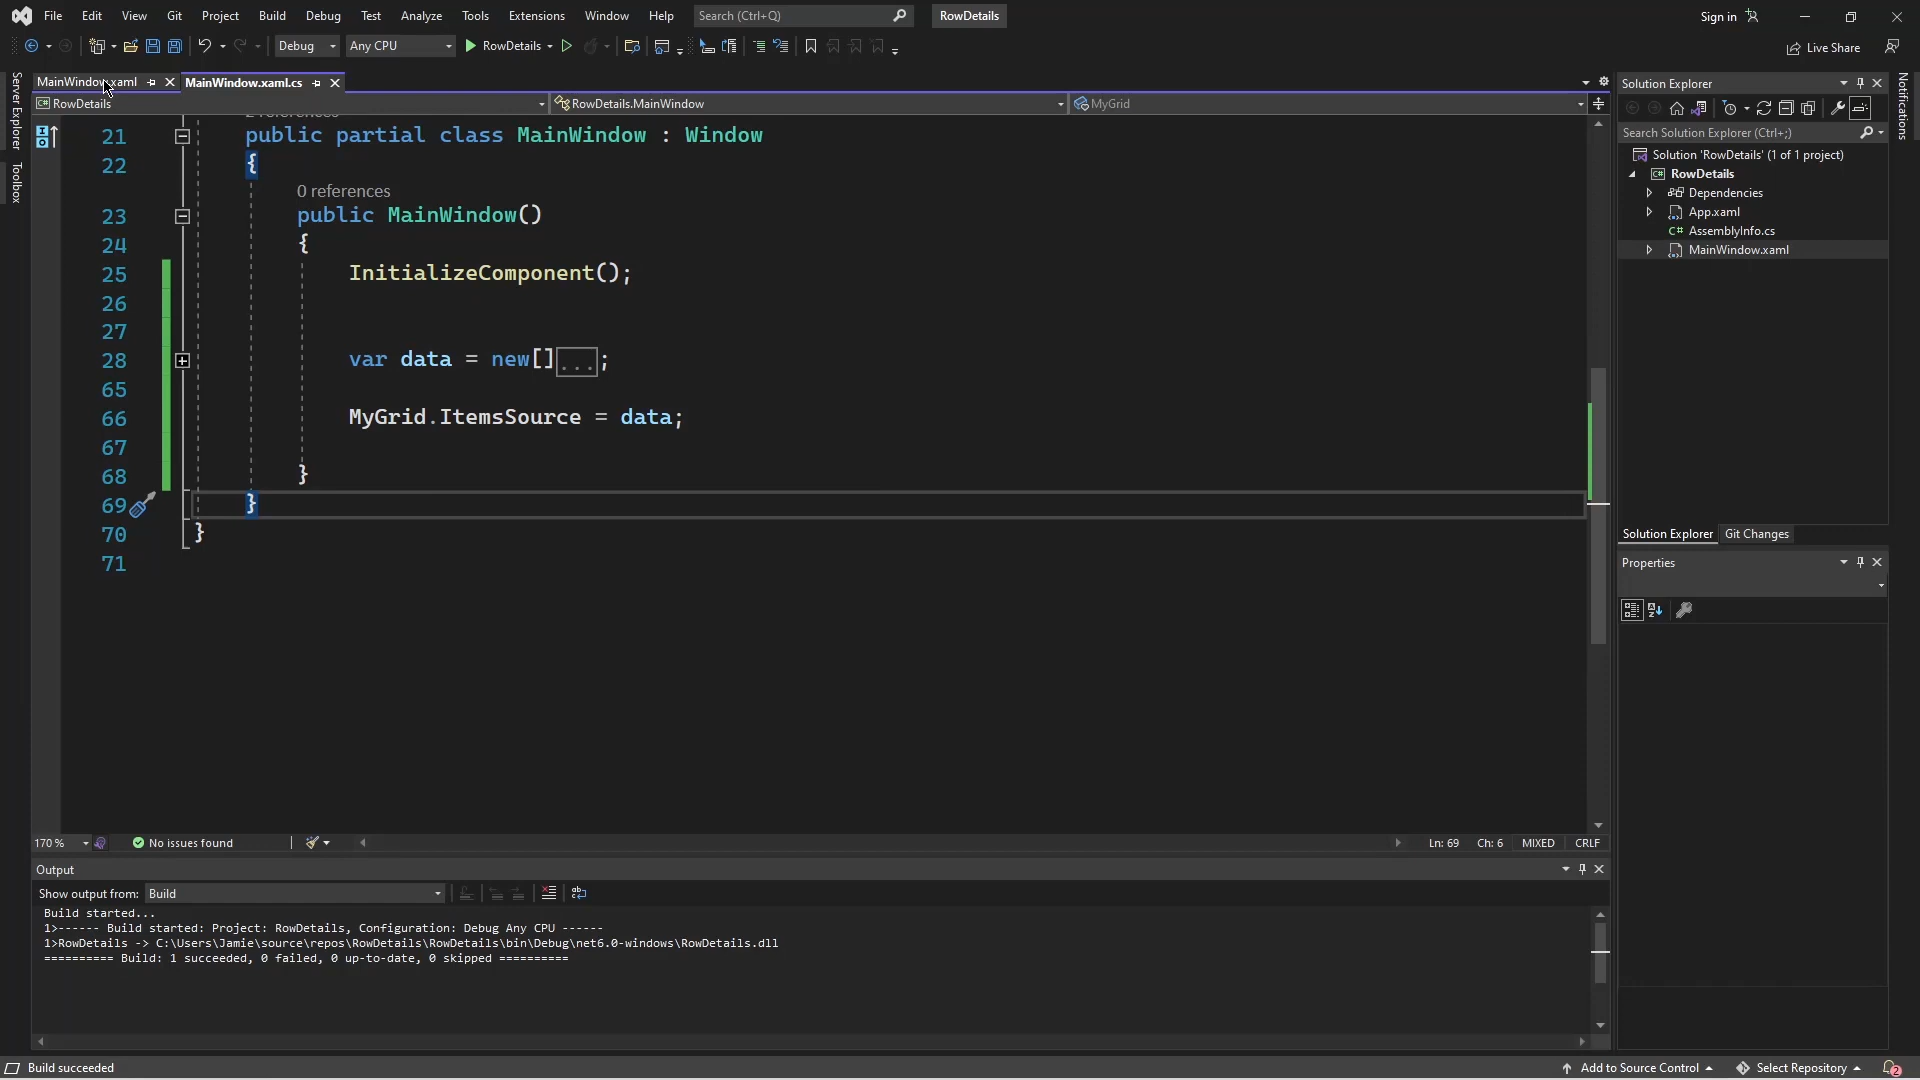 File Edit View Git Project Build Debug Test Analyze Tools Extensions Window Help Search (Ctrl+Q) RowDetails Sign in
Debug Any CPU RowDetails Live Share
MainWindow.xaml MainWindow.xaml.cs
RowDetails RowDetails.MainWindow MyGrid
Server Explorer
Toolbox
21 public partial class MainWindow : Window
22 {
0 references
23 public MainWindow()
24 {
25 InitializeComponent();
26
27
28 var data = new[]...;
65
66 MyGrid.ItemsSource = data;
67
68 }
69 }
70 }
71
170 % No issues found Ln: 69 Ch: 6 MIXED CRLF
Output
Show output from: Build
Build started...
1>------ Build started: Project: RowDetails, Configuration: Debug Any CPU ------
1>RowDetails -> C:\Users\Jamie\source\repos\RowDetails\RowDetails\bin\Debug\net6.0-windows\RowDetails.dll
========== Build: 1 succeeded, 0 failed, 0 up-to-date, 0 skipped ==========
Solution Explorer
Search Solution Explorer (Ctrl+;)
Solution 'RowDetails' (1 of 1 project)
C# RowDetails
Dependencies
App.xaml
C# AssemblyInfo.cs
MainWindow.xaml
Solution Explorer Git Changes
Properties
Notifications
Build succeeded Add to Source Control Select Repository 2